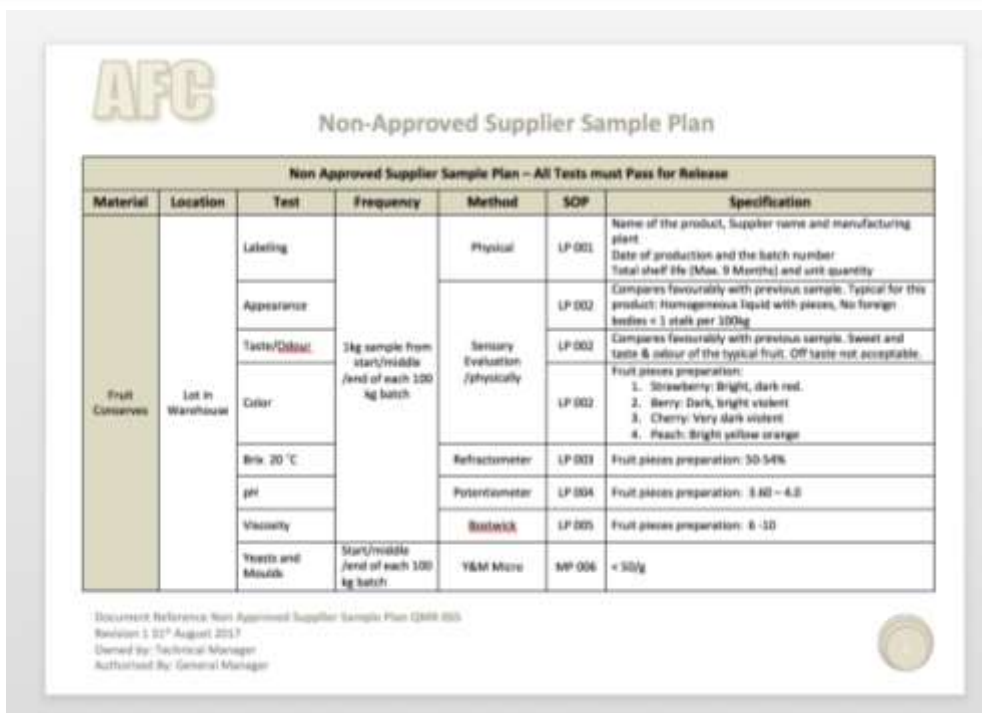 AFC
Non-Approved Supplier Sample Plan
Non Approved Supplier Sample Plan – All Tests must Pass for Release
Material Location Test Frequency Method SOP Specification
Fruit Conserves
Lot in Warehouse
1kg sample from
start/middle
/end of each 100
kg batch
Labeling Physical LP 001
Name of the product, Supplier name and manufacturing
plant
Date of production and the batch number
Total shelf life (Max. 9 Months) and unit quantity
Sensory
Evaluation
/physically
Appearance LP 002
Compares favourably with previous sample. Typical for this
product: Homogeneous liquid with pieces, No foreign
bodies < 1 stalk per 100kg
Taste/Odour LP 002
Compares favourably with previous sample. Sweet and
taste & odour of the typical fruit. Off taste not acceptable.
Color LP 002
Fruit pieces preparation:
1. Strawberry: Bright, dark red.
2. Berry: Dark, bright violent
3. Cherry: Very dark violent
4. Peach: Bright yellow orange
Brix 20 °C Refractometer LP 003 Fruit pieces preparation: 50-54%
pH Potentiometer LP 004 Fruit pieces preparation: 3.60 – 4.0
Viscosity Bostwick LP 005 Fruit pieces preparation: 6 -10
Yeasts and
Moulds
Start/middle
/end of each 100
kg batch
Y&M Micro MP 006 < 50/g
Document Reference Non Approved Supplier Sample Plan QMR
Revision 1 01st August 2017
Owned by: Technical Manager
Authorised By: General Manager